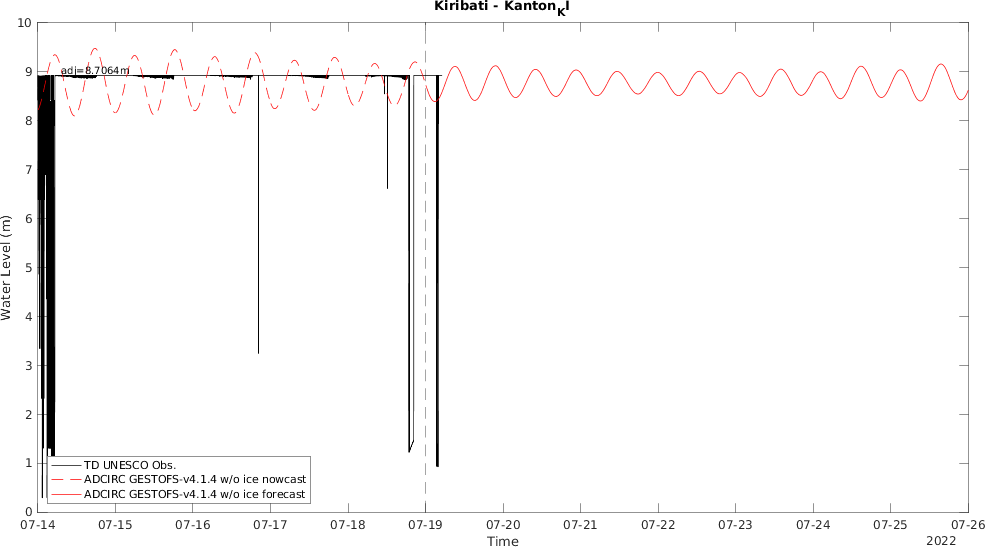 Kiribati - Kanton_KI
10
9
8
7
6
5
4
3
2
1
0
Water Level (m)
adj=8.7064m
TD UNESCO Obs.
ADCIRC GESTOFS-v4.1.4 w/o ice nowcast
ADCIRC GESTOFS-v4.1.4 w/o ice forecast
07-14 07-15 07-16 07-17 07-18 07-19 07-20 07-21 07-22 07-23 07-24 07-25 07-26
Time
2022